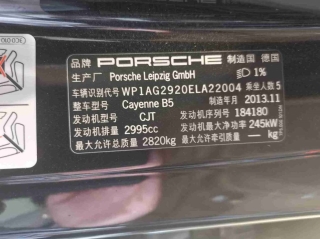 品牌 PORSCHE 制造国 德国
生产厂 Porsche Leipzig GmbH 1%
车辆识别代号 WP1AG2920ELA22004 乘坐人数 5
整车型号 Cayenne B5 制造年月 2013.11
发动机型号 CJT 发动机号 184180
发动机排量 2995cc 发动机最大净功率 245kW
最大允许总质量 2820kg 最大允许牵引质量 — kg